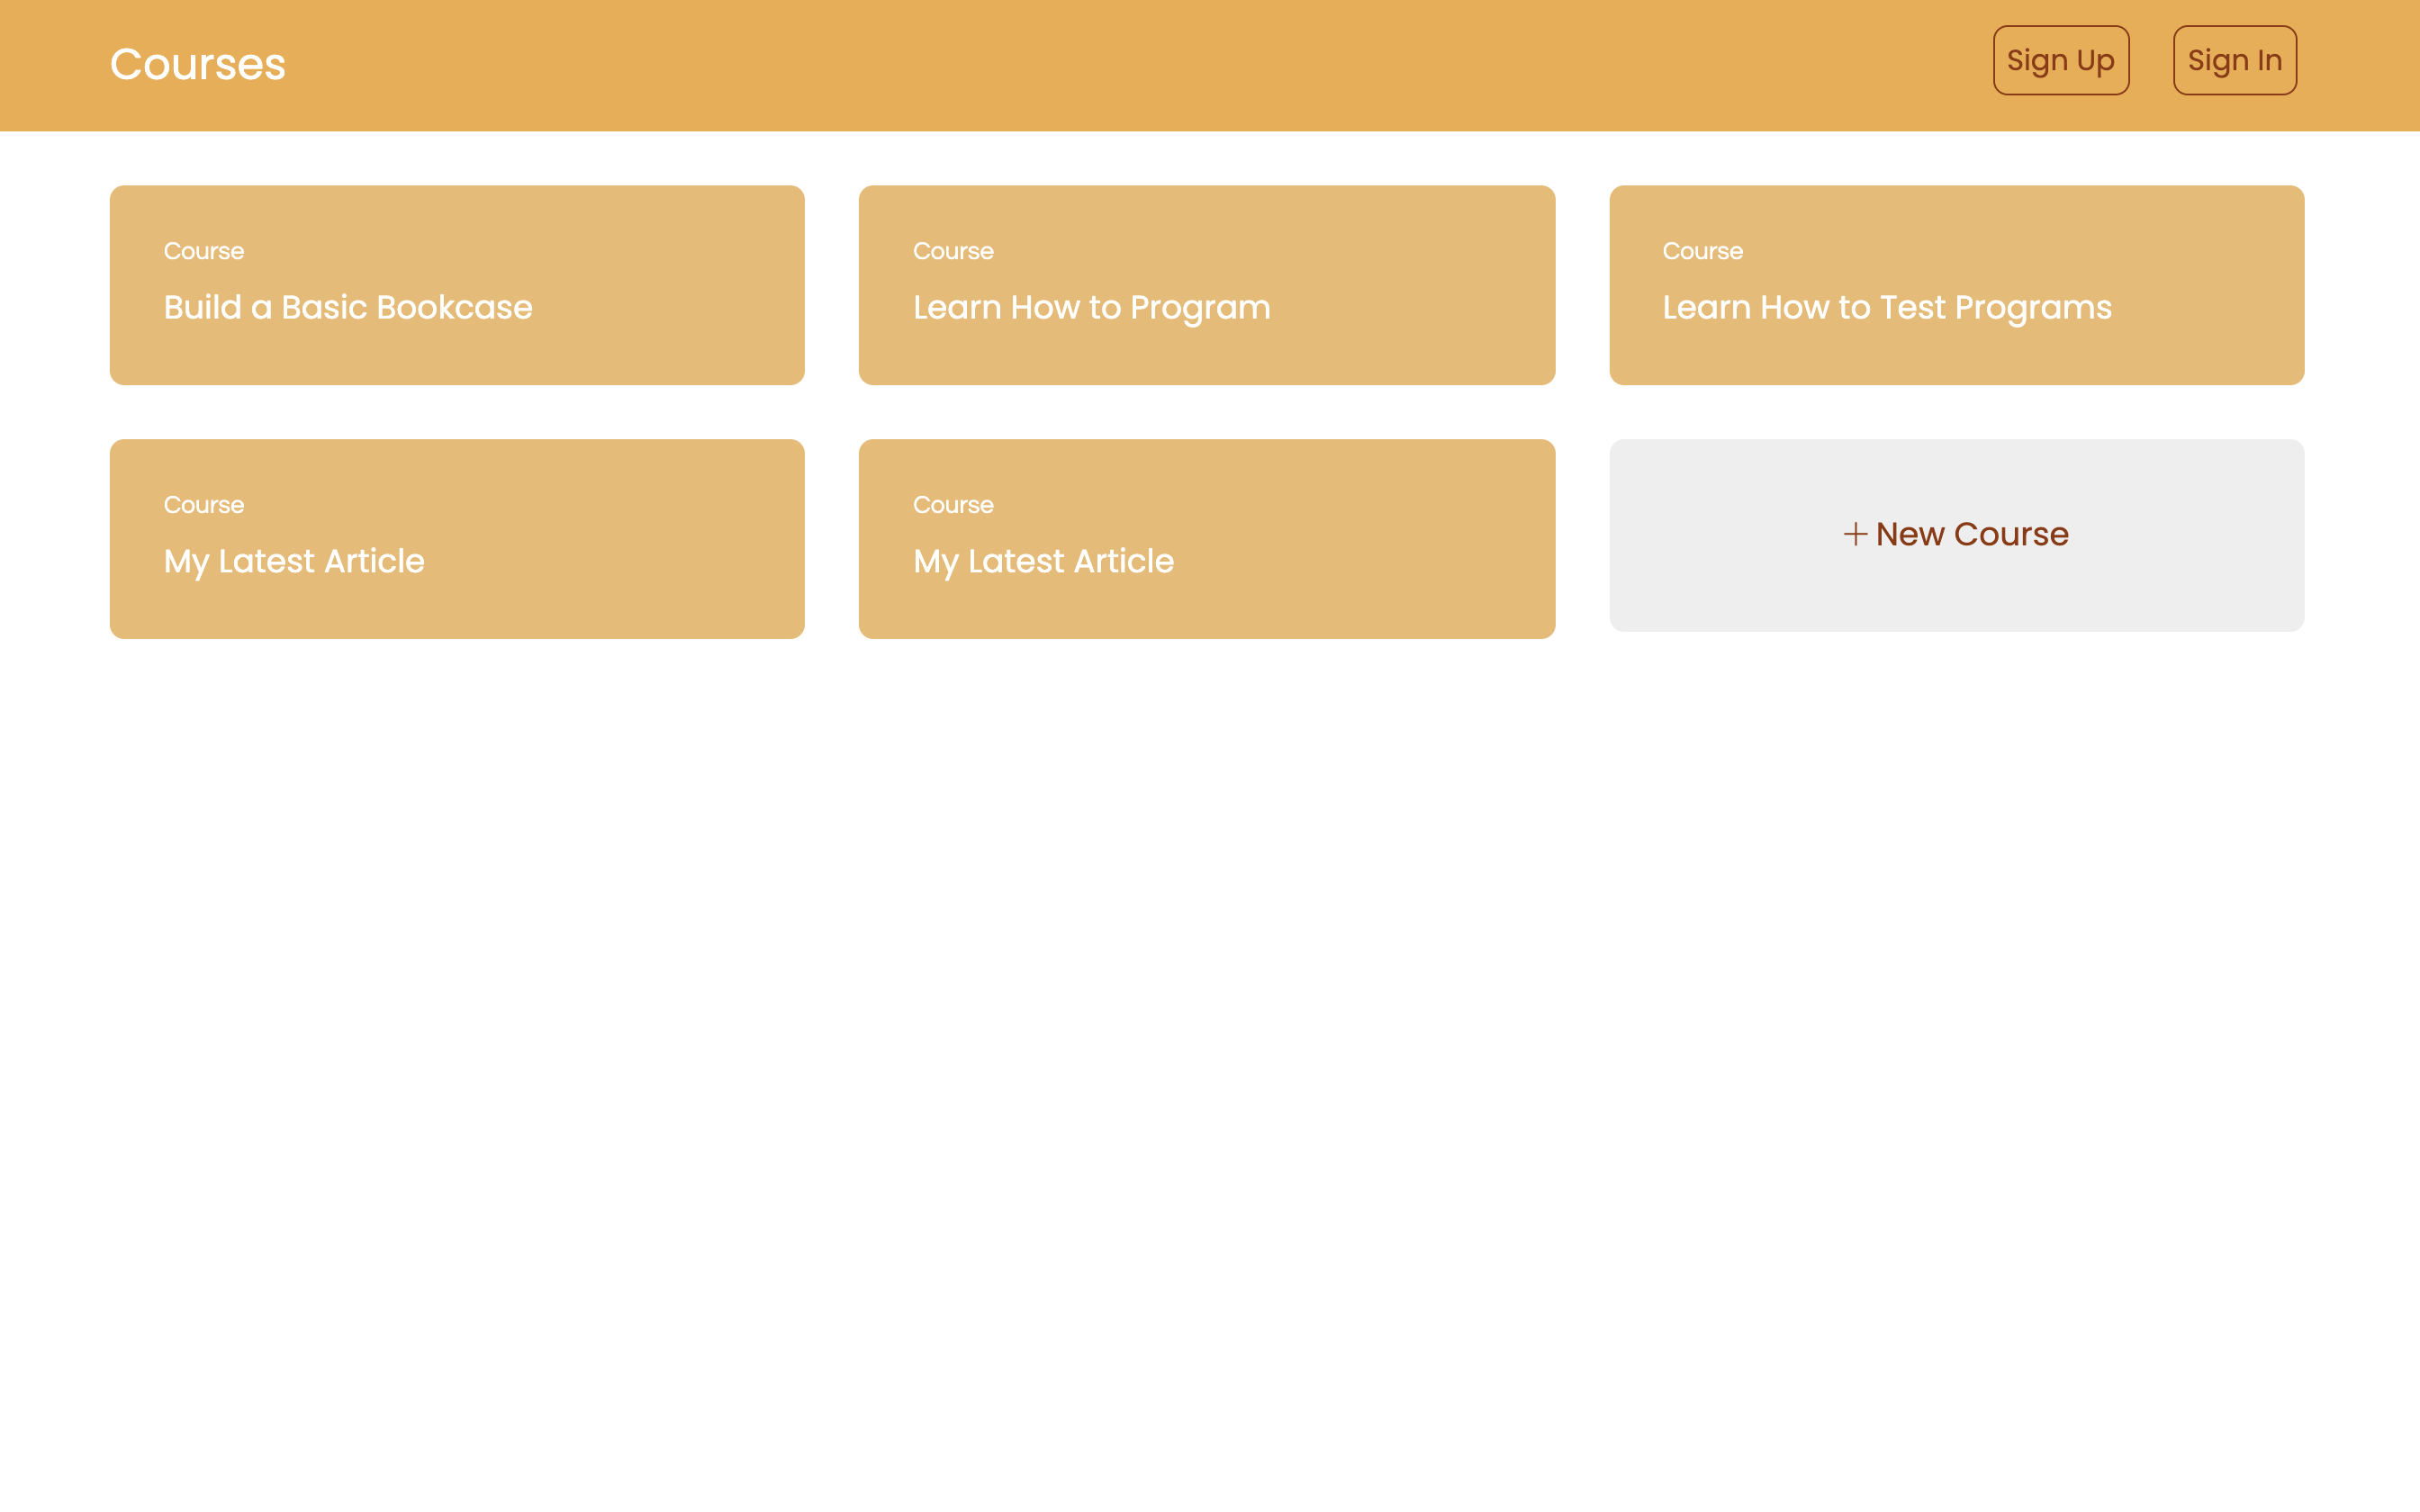 Courses
Sign Up
Sign In
Course
Build a Basic Bookcase
Course
Learn How to Program
Course
Learn How to Test Programs
Course
My Latest Article
Course
My Latest Article
+ New Course